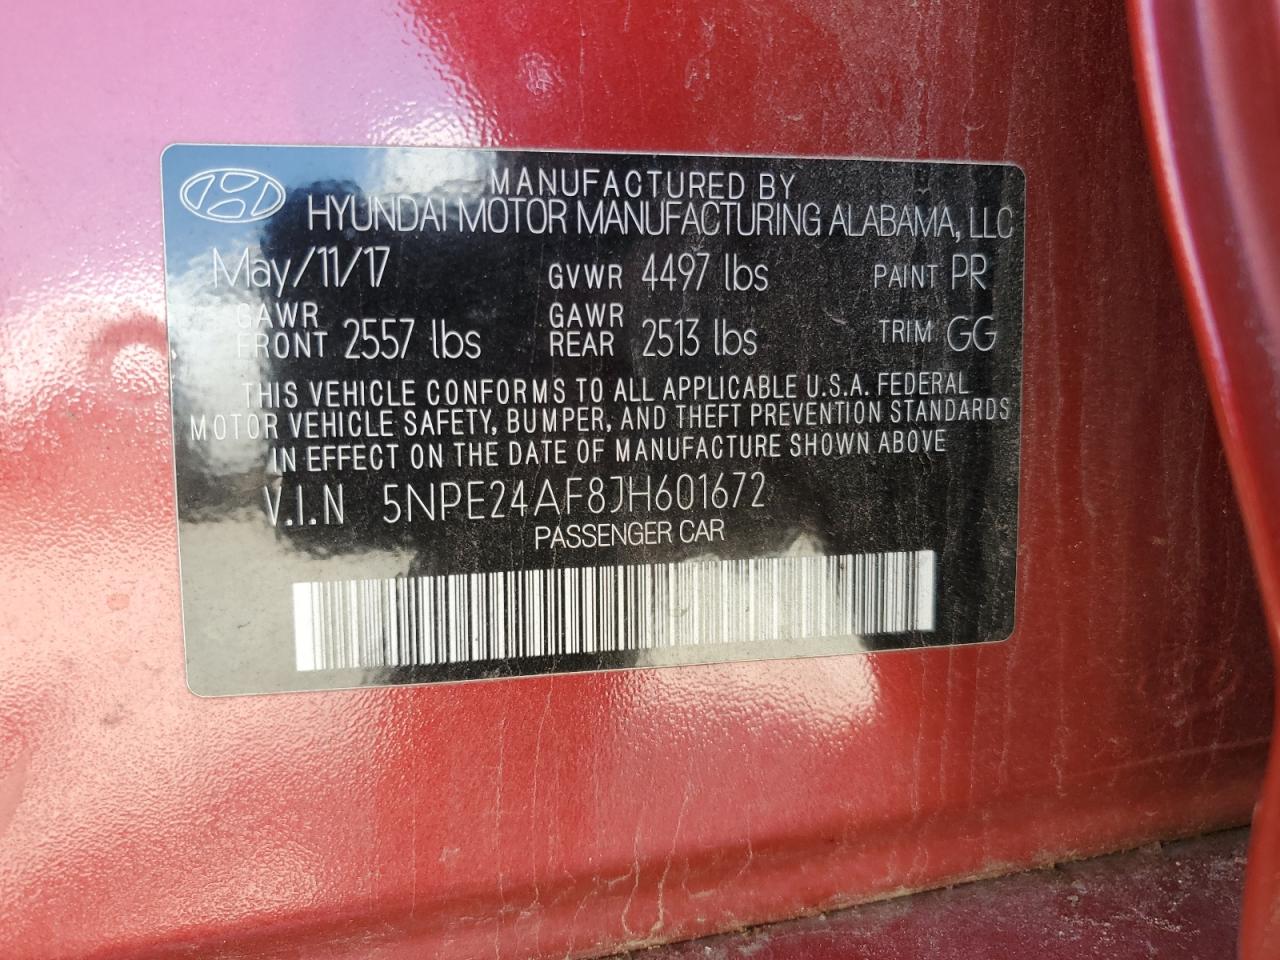 MANUFACTURED BY
HYUNDAI MOTOR MANUFACTURING ALABAMA, LLC
May/11/17 GVWR 4497 lbs PAINT PR
GAWR FRONT 2557 lbs GAWR REAR 2513 lbs TRIM GG
THIS VEHICLE CONFORMS TO ALL APPLICABLE U.S.A. FEDERAL
MOTOR VEHICLE SAFETY, BUMPER, AND THEFT PREVENTION STANDARDS
IN EFFECT ON THE DATE OF MANUFACTURE SHOWN ABOVE
V.I.N 5NPE24AF8JH601672
PASSENGER CAR